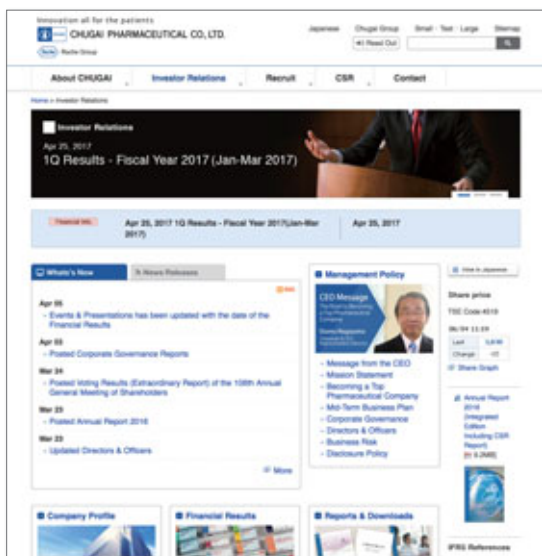 Innovation all for the patients
CHUGAI PHARMACEUTICAL CO., LTD.
Roche Group
Japanese Chugai Group Small Text Large Sitemap
Read Out
About CHUGAI Investor Relations Recruit CSR Contact
Home > Investor Relations
Investor Relations
Apr 25, 2017
1Q Results - Fiscal Year 2017 (Jan-Mar 2017)
Financial Info.
Apr 25, 2017 1Q Results - Fiscal Year 2017(Jan-Mar
2017)
Apr 25, 2017
What's New
News Releases
RSS
Apr 05
- Events & Presentations has been updated with the date of the
Financial Results
Apr 03
- Posted Corporate Governance Reports
Mar 24
- Posted Voting Results (Extraordinary Report) of the 106th Annual
General Meeting of Shareholders
Mar 23
- Posted Annual Report 2016
Mar 23
- Updated Directors & Officers
More
Management Policy
CEO Message
- Message from the CEO
- Mission Statement
- Becoming a Top
Pharmaceutical Company
- Mid-Term Business Plan
- Corporate Governance
- Directors & Officers
- Business Risk
- Disclosure Policy
View in Japanese
Share price
TSE Code 4519
Last
Change
Share Graph
Annual Report
2016
(Integrated
Edition
Including CSR
Report)
Company Profile
Financial Results
Reports & Downloads
IFRS References